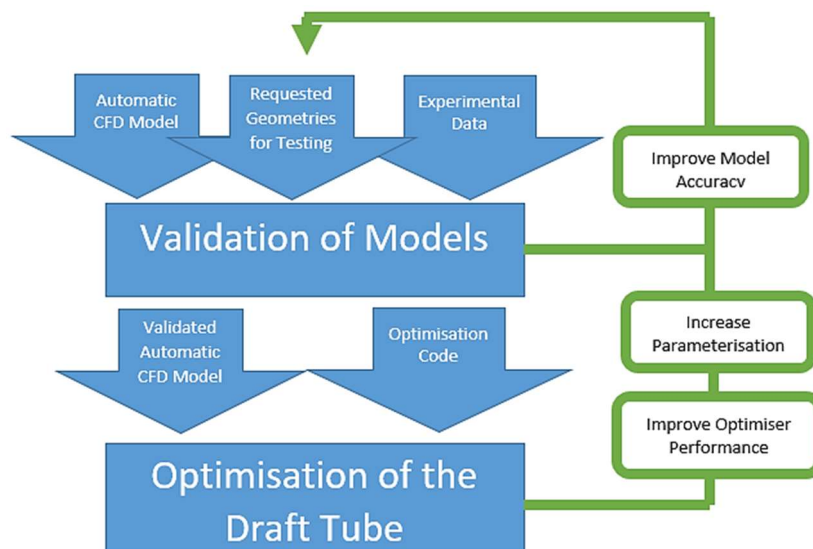 Automatic
CFD Model
Requested
Geometries
for Testing
Experimental
Data
Improve Model
Accuracy
Validation of Models
Validated
Automatic
CFD Model
Optimisation
Code
Increase
Parameterisation
Improve Optimiser
Performance
Optimisation of the
Draft Tube